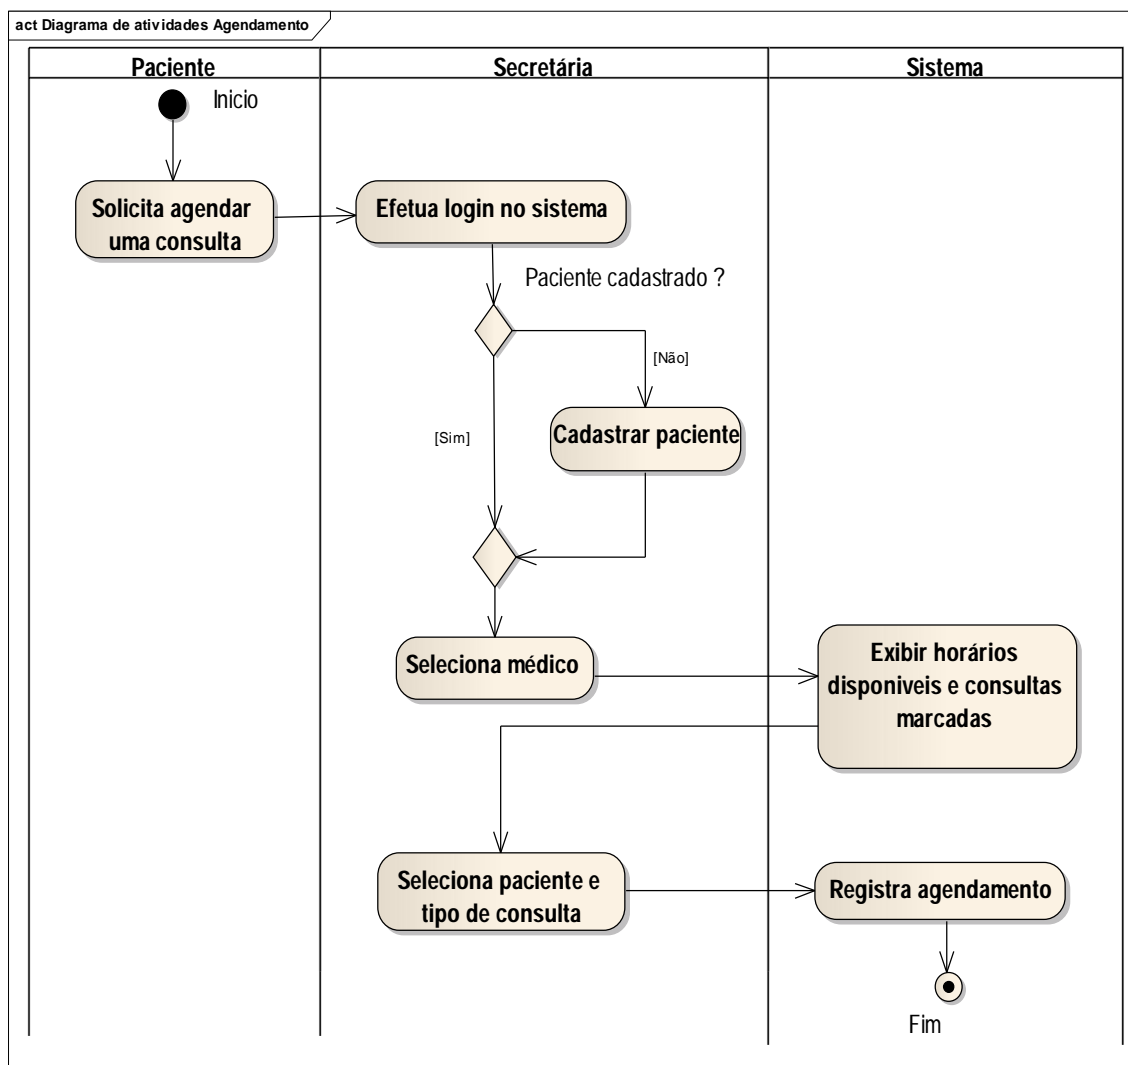 act Diagrama de atividades Agendamento
Paciente
Secretária
Sistema
Inicio
Solicita agendar
uma consulta
Efetua login no sistema
Paciente cadastrado ?
[Não]
[Sim]
Cadastrar paciente
Seleciona médico
Exibir horários
disponiveis e consultas
marcadas
Seleciona paciente e
tipo de consulta
Registra agendamento
Fim